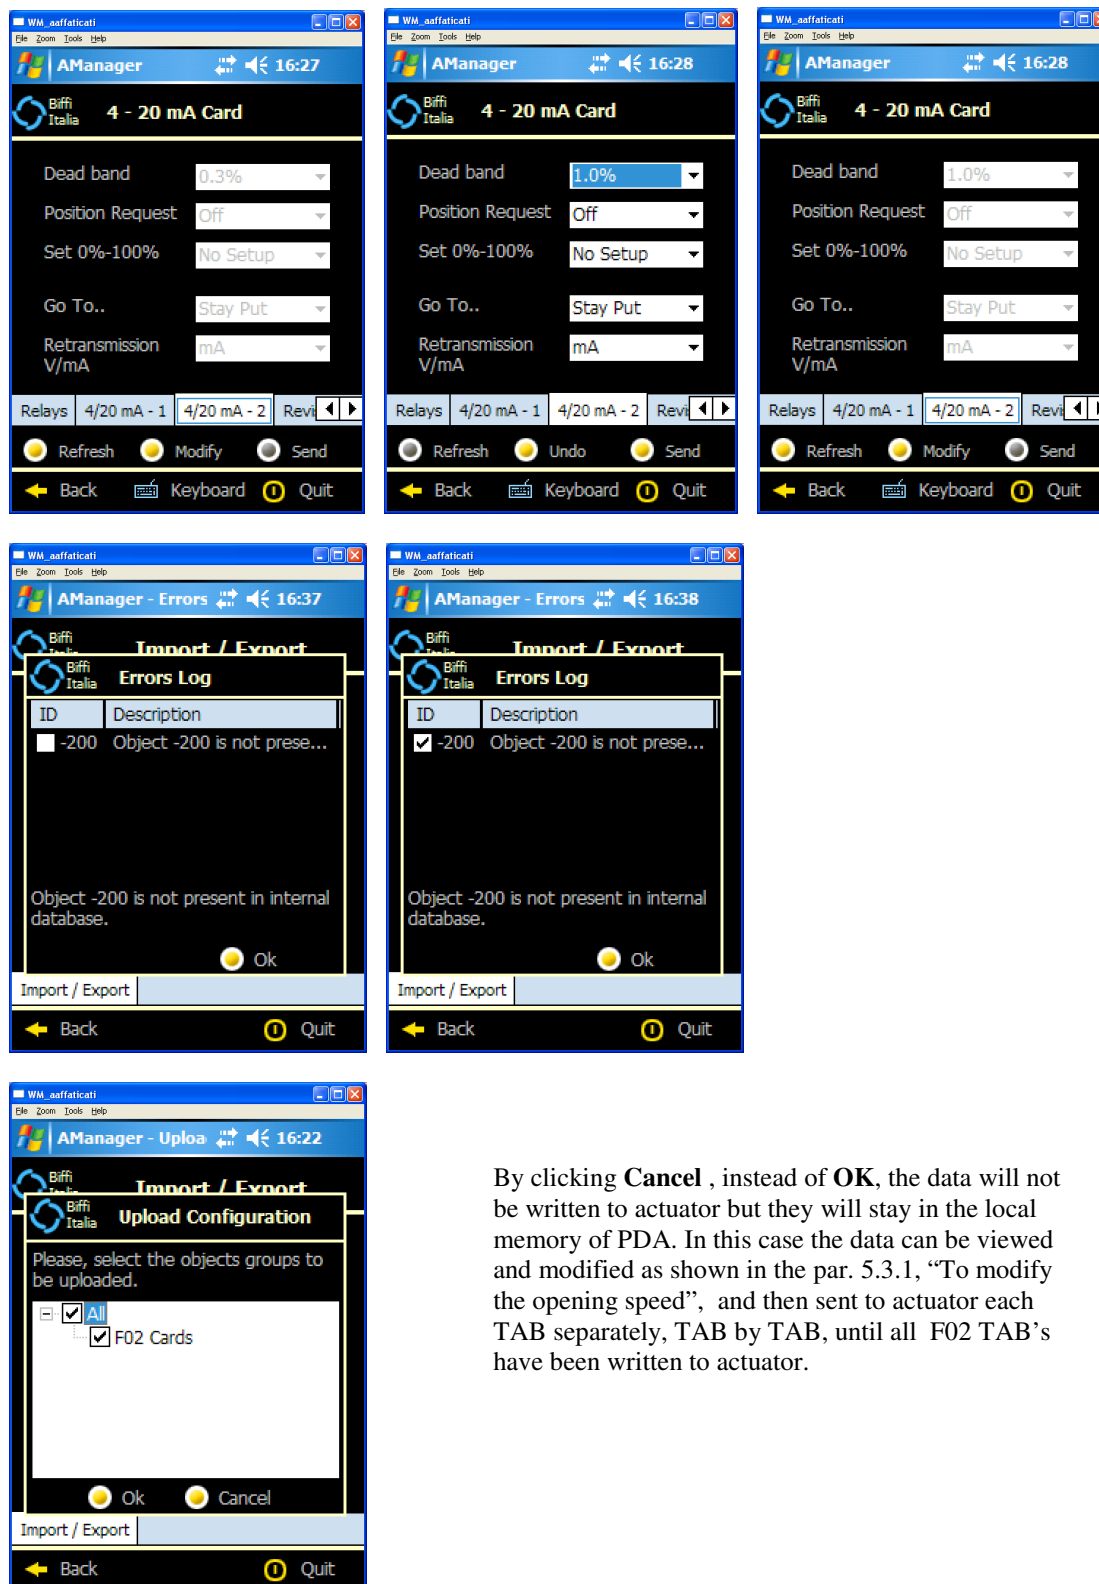 WM_aaffaticati
File Zoom Tools Help
AManager 16:27
Biffi
Italia
4 - 20 mA Card
Dead band 0.3%
Position Request Off
Set 0%-100% No Setup
Go To.. Stay Put
Retransmission
V/mA
mA
Relays 4/20 mA - 1 4/20 mA - 2 Revi
Refresh Modify Send
Back Keyboard Quit
WM_aaffaticati
File Zoom Tools Help
AManager 16:28
Biffi
Italia
4 - 20 mA Card
Dead band 1.0%
Position Request Off
Set 0%-100% No Setup
Go To.. Stay Put
Retransmission
V/mA
mA
Relays 4/20 mA - 1 4/20 mA - 2 Revi
Refresh Undo Send
Back Keyboard Quit
WM_aaffaticati
File Zoom Tools Help
AManager 16:28
Biffi
Italia
4 - 20 mA Card
Dead band 1.0%
Position Request Off
Set 0%-100% No Setup
Go To.. Stay Put
Retransmission
V/mA
mA
Relays 4/20 mA - 1 4/20 mA - 2 Revi
Refresh Modify Send
Back Keyboard Quit
WM_aaffaticati
File Zoom Tools Help
AManager - Errors 16:37
Biffi
Italia
Import / Export
Biffi
Italia
Errors Log
ID Description
-200 Object -200 is not prese...
Object -200 is not present in internal
database.
Ok
Import / Export
Back Quit
WM_aaffaticati
File Zoom Tools Help
AManager - Errors 16:38
Biffi
Italia
Import / Export
Biffi
Italia
Errors Log
ID Description
-200 Object -200 is not prese...
Object -200 is not present in internal
database.
Ok
Import / Export
Back Quit
WM_aaffaticati
File Zoom Tools Help
AManager - Uploa 16:22
Biffi
Italia
Import / Export
Biffi
Italia
Upload Configuration
Please, select the objects groups to
be uploaded.
All
F02 Cards
Ok Cancel
Import / Export
Back Quit
By clicking Cancel , instead of OK, the data will not
be written to actuator but they will stay in the local
memory of PDA. In this case the data can be viewed
and modified as shown in the par. 5.3.1, “To modify
the opening speed”, and then sent to actuator each
TAB separately, TAB by TAB, until all F02 TAB’s
have been written to actuator.